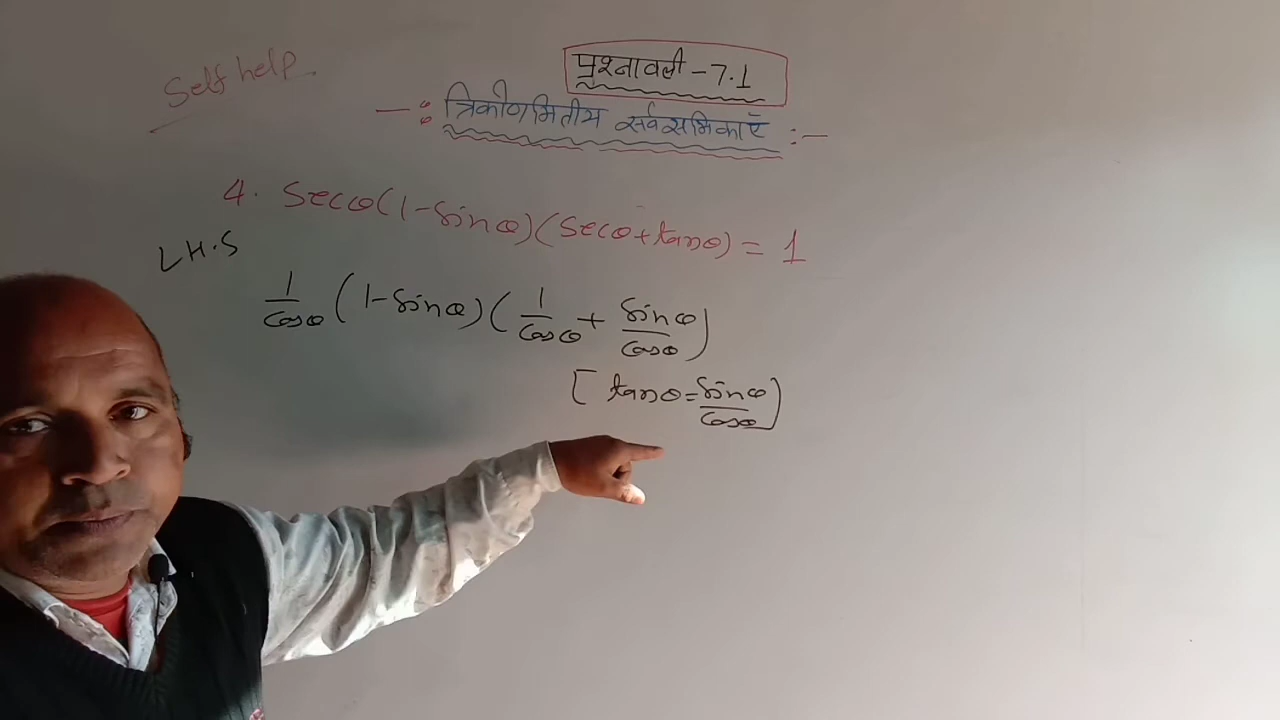 Self help.
प्रश्नावली - 7.1
-: त्रिकोणमितीय सर्वसमिकाएँ :-
4. Secθ(1-Sinθ)(Secθ+tanθ) = 1
L.H.S
1/Cosθ (1-Sinθ)(1/Cosθ + Sinθ/Cosθ)
[tanθ = Sinθ/Cosθ]